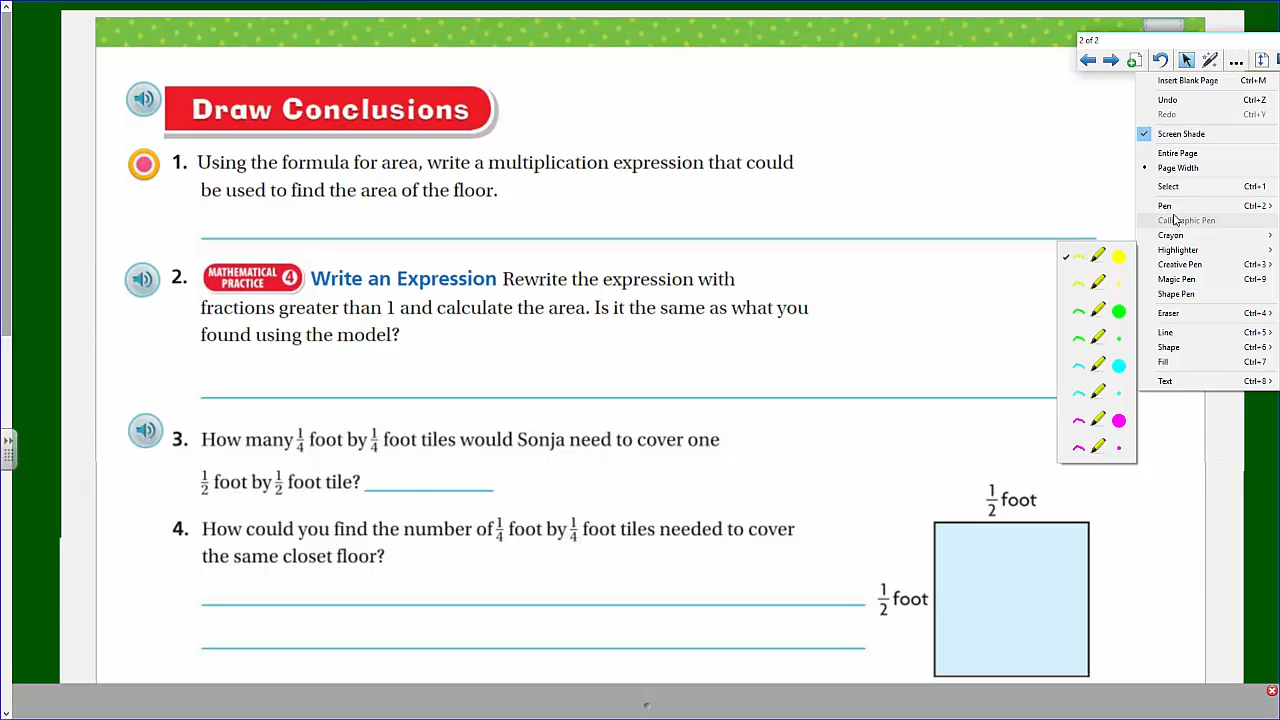 2 of 2
Insert Blank Page Ctrl+M
Undo Ctrl+Z
Redo Ctrl+Y
Screen Shade
Entire Page
Page Width
Select Ctrl+1
Pen Ctrl+2
Calligraphic Pen
Crayon
Highlighter
Creative Pen Ctrl+3
Magic Pen Ctrl+9
Shape Pen
Eraser Ctrl+4
Line Ctrl+5
Shape Ctrl+6
Fill Ctrl+7
Text Ctrl+8
Draw Conclusions
1. Using the formula for area, write a multiplication expression that could
be used to find the area of the floor.
2. MATHEMATICAL PRACTICE 4 Write an Expression Rewrite the expression with
fractions greater than 1 and calculate the area. Is it the same as what you
found using the model?
3. How many 1/4 foot by 1/4 foot tiles would Sonja need to cover one
1/2 foot by 1/2 foot tile?
4. How could you find the number of 1/4 foot by 1/4 foot tiles needed to cover
the same closet floor?
1/2 foot
1/2 foot